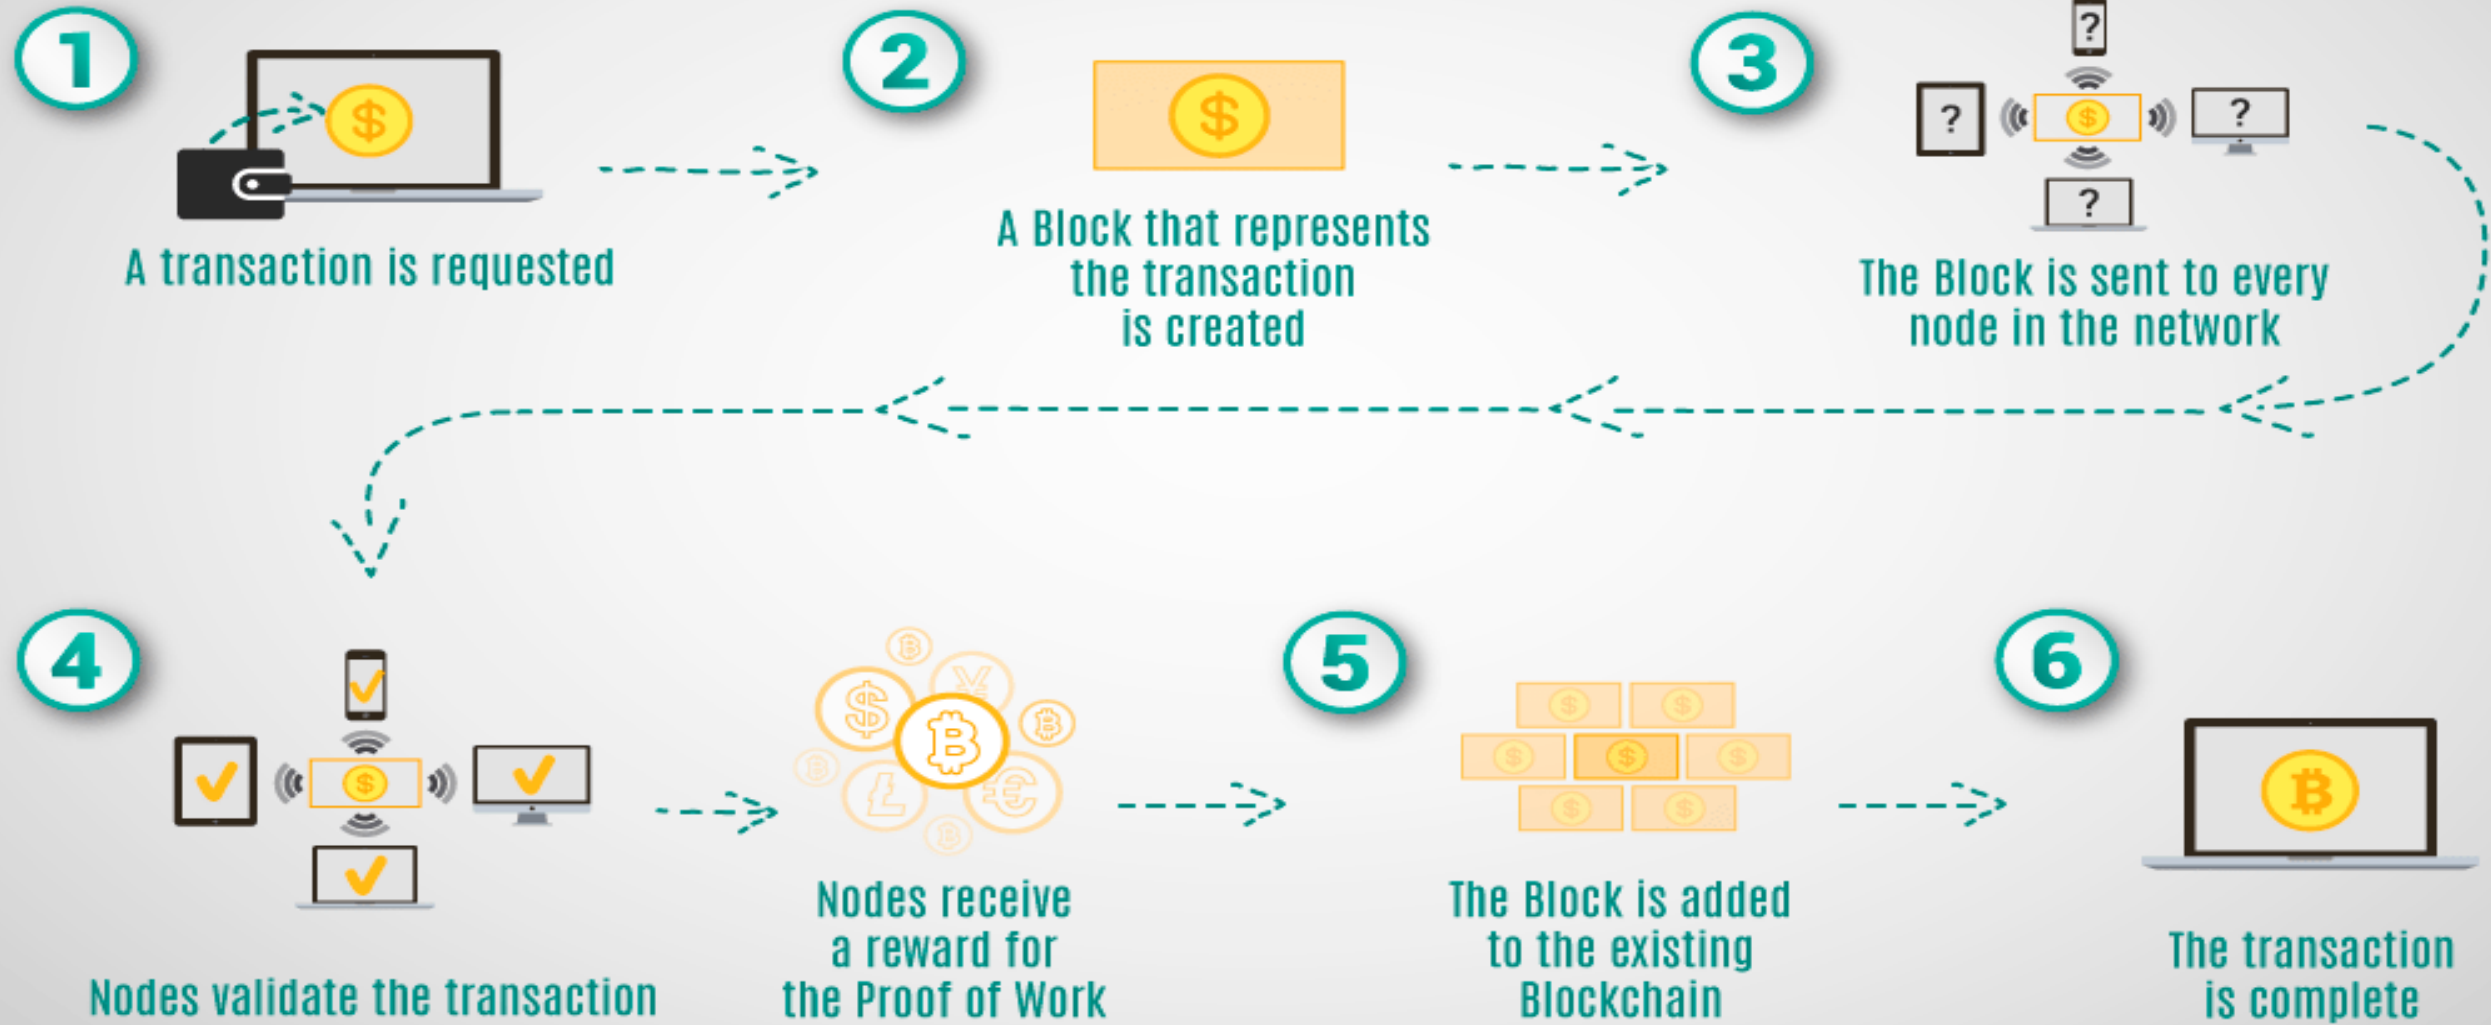 1
A transaction is requested
2
A Block that represents
the transaction
is created
3
?
?
?
?
The Block is sent to every
node in the network
4
Nodes validate the transaction
Nodes receive
a reward for
the Proof of Work
5
The Block is added
to the existing
Blockchain
6
The transaction
is complete